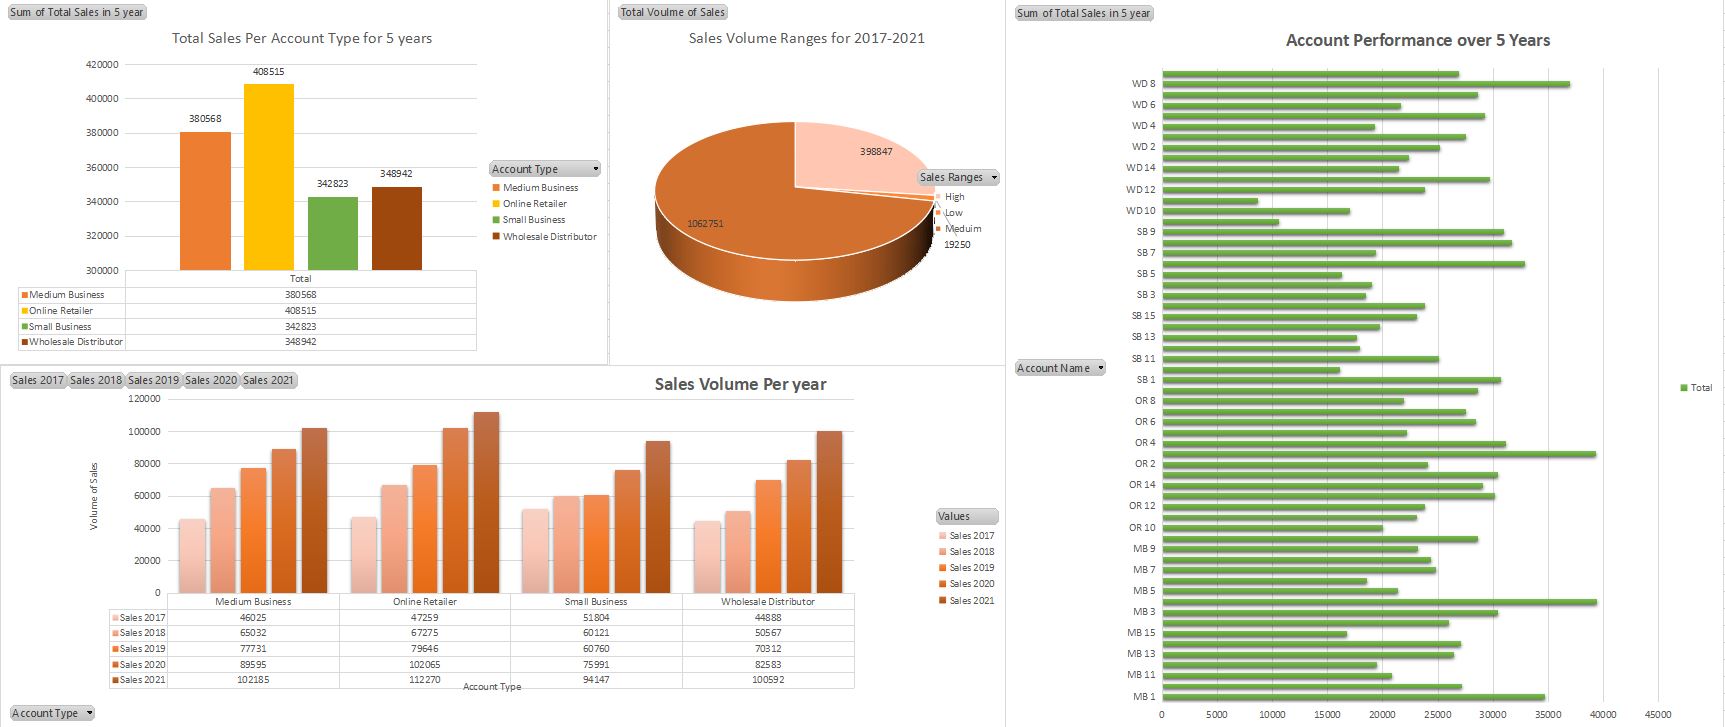 Sum of Total Sales in 5 year
Total Sales Per Account Type for 5 years
420000
400000
380000
360000
340000
320000
300000
380568
408515
342823
348942
Total
Medium Business 380568
Online Retailer 408515
Small Business 342823
Wholesale Distributor 348942
Account Type
Medium Business
Online Retailer
Small Business
Wholesale Distributor
Total Voulme of Sales
Sales Volume Ranges for 2017-2021
398847
1062751
19250
Sales Ranges
High
Low
Meduim
Sales 2017 Sales 2018 Sales 2019 Sales 2020 Sales 2021
Sales Volume Per year
Volume of Sales
120000
100000
80000
60000
40000
20000
0
Medium Business Online Retailer Small Business Wholesale Distributor
Sales 2017 46025 47259 51804 44888
Sales 2018 65032 67275 60121 50567
Sales 2019 77731 79646 60760 70312
Sales 2020 89595 102065 75991 82583
Sales 2021 102185 112270 94147 100592
Account Type
Values
Sales 2017
Sales 2018
Sales 2019
Sales 2020
Sales 2021
Account Type
Sum of Total Sales in 5 year
Account Performance over 5 Years
WD 8
WD 6
WD 4
WD 2
WD 14
WD 12
WD 10
SB 9
SB 7
SB 5
SB 3
SB 15
SB 13
SB 11
SB 1
OR 8
OR 6
OR 4
OR 2
OR 14
OR 12
OR 10
MB 9
MB 7
MB 5
MB 3
MB 15
MB 13
MB 11
MB 1
0 5000 10000 15000 20000 25000 30000 35000 40000 45000
Account Name
Total